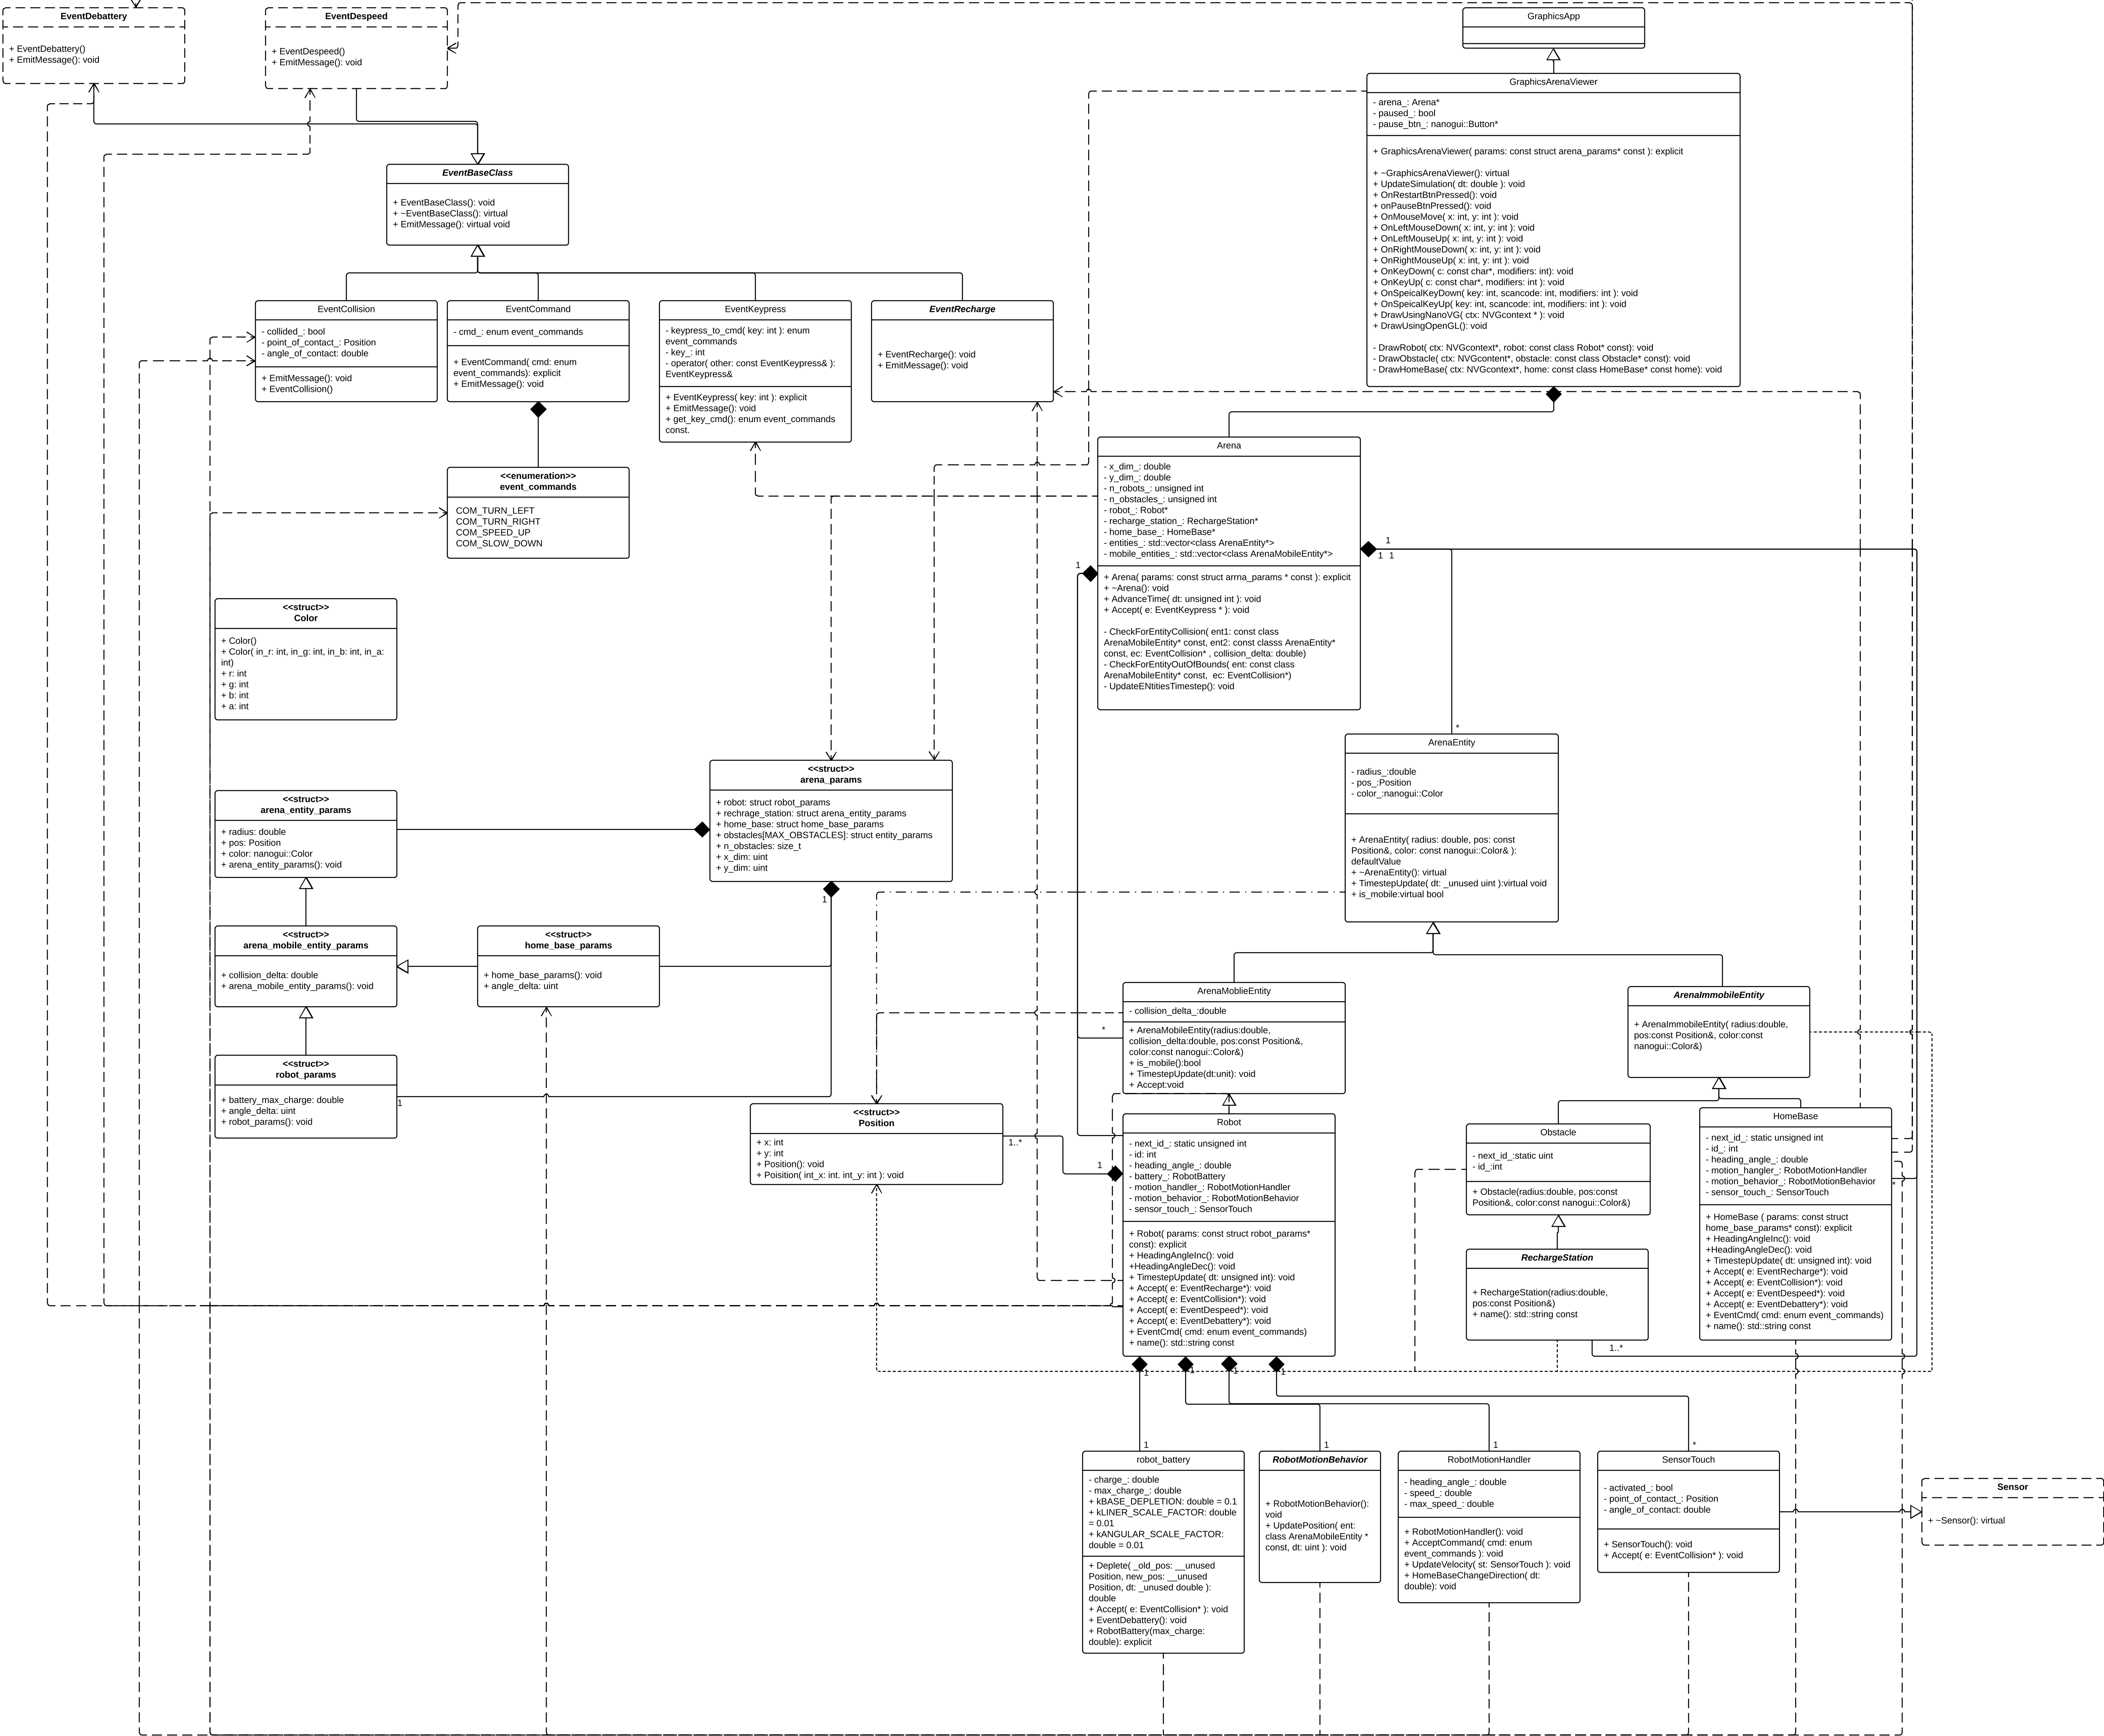 EventDebattery
+ EventDebattery()
+ EmitMessage(): void
EventDespeed
+ EventDespeed()
+ EmitMessage(): void
GraphicsApp
GraphicsArenaViewer
- arena_: Arena*
- paused_: bool
- pause_btn_: nanogui::Button*
+ GraphicsArenaViewer( params: const struct arena_params* const ): explicit
+ ~GraphicsArenaViewer(): virtual
+ UpdateSimulation( dt: double ): void
+ OnRestartBtnPressed(): void
+ onPauseBtnPressed(): void
+ OnMouseMove( x: int, y: int ): void
+ OnLeftMouseDown( x: int, y: int ): void
+ OnLeftMouseUp( x: int, y: int ): void
+ OnRightMouseDown( x: int, y: int ): void
+ OnRightMouseUp( x: int, y: int ): void
+ OnKeyDown( c: const char*, modifiers: int): void
+ OnKeyUp( c: const char*, modifiers: int ): void
+ OnSpeicalKeyDown( key: int, scancode: int, modifiers: int ): void
+ OnSpeicalKeyUp( key: int, scancode: int, modifiers: int ): void
+ DrawUsingNanoVG( ctx: NVGcontext * ): void
+ DrawUsingOpenGL(): void
- DrawRobot( ctx: NVGcontext*, robot: const class Robot* const): void
- DrawObstacle( ctx: NVGcontent*, obstacle: const class Obstacle* const): void
- DrawHomeBase( ctx: NVGcontext*, home: const class HomeBase* const home): void
EventBaseClass
+ EventBaseClass(): void
+ ~EventBaseClass(): virtual
+ EmitMessage(): virtual void
EventCollision
- collided_: bool
- point_of_contact_: Position
- angle_of_contact: double
+ EmitMessage(): void
+ EventCollision()
EventCommand
- cmd_: enum event_commands
+ EventCommand( cmd: enum
event_commands): explicit
+ EmitMessage(): void
EventKeypress
- keypress_to_cmd( key: int ): enum
event_commands
- key_: int
- operator( other: const EventKeypress& ):
EventKeypress&
+ EventKeypress( key: int ): explicit
+ EmitMessage(): void
+ get_key_cmd(): enum event_commands
const.
EventRecharge
+ EventRecharge(): void
+ EmitMessage(): void
<<enumeration>>
event_commands
COM_TURN_LEFT
COM_TURN_RIGHT
COM_SPEED_UP
COM_SLOW_DOWN
Arena
- x_dim_: double
- y_dim_: double
- n_robots_: unsigned int
- n_obstacles_: unsigned int
- robot_: Robot*
- recharge_station_: RechargeStation*
- home_base_: HomeBase*
- entities_: std::vector<class ArenaEntity*>
- mobile_entities_: std::vector<class ArenaMobileEntity*>
+ Arena( params: const struct arrna_params * const ): explicit
+ ~Arena(): void
+ AdvanceTime( dt: unsigned int ): void
+ Accept( e: EventKeypress * ): void
- CheckForEntityCollision( ent1: const class
ArenaMobileEntity* const, ent2: const classs ArenaEntity*
const, ec: EventCollision* , collision_delta: double)
- CheckForEntityOutOfBounds( ent: const class
ArenaMobileEntity* const,  ec: EventCollision*)
- UpdateENtitiesTimestep(): void
1
1
1 1
*
<<struct>>
Color
+ Color()
+ Color( in_r: int, in_g: int, in_b: int, in_a:
int)
+ r: int
+ g: int
+ b: int
+ a: int
ArenaEntity
- radius_:double
- pos_:Position
- color_:nanogui::Color
+ ArenaEntity( radius: double, pos: const
Position&, color: const nanogui::Color& ):
defaultValue
+ ~ArenaEntity(): virtual
+ TimestepUpdate( dt: _unused uint ):virtual void
+ is_mobile:virtual bool
<<struct>>
arena_params
+ robot: struct robot_params
+ rechrage_station: struct arena_entity_params
+ home_base: struct home_base_params
+ obstacles[MAX_OBSTACLES]: struct entity_params
+ n_obstacles: size_t
+ x_dim: uint
+ y_dim: uint
1
<<struct>>
arena_entity_params
+ radius: double
+ pos: Position
+ color: nanogui::Color
+ arena_entity_params(): void
<<struct>>
arena_mobile_entity_params
+ collision_delta: double
+ arena_mobile_entity_params(): void
<<struct>>
home_base_params
+ home_base_params(): void
+ angle_delta: uint
<<struct>>
robot_params
+ battery_max_charge: double
+ angle_delta: uint
+ robot_params(): void
1
ArenaMoblieEntity
- collision_delta_:double
+ ArenaMobileEntity(radius:double,
collision_delta:double, pos:const Position&,
color:const nanogui::Color&)
+ is_mobile():bool
+ TimestepUpdate(dt:unit): void
+ Accept:void
*
ArenaImmobileEntity
+ ArenaImmobileEntity( radius:double,
pos:const Position&, color:const
nanogui::Color&)
<<struct>>
Position
+ x: int
+ y: int
+ Position(): void
+ Poisition( int_x: int. int_y: int ): void
1..*
1
Robot
- next_id_: static unsigned int
- id: int
- heading_angle_: double
- battery_: RobotBattery
- motion_handler_: RobotMotionHandler
- motion_behavior_: RobotMotionBehavior
- sensor_touch_: SensorTouch
+ Robot( params: const struct robot_params*
const): explicit
+ HeadingAngleInc(): void
+HeadingAngleDec(): void
+ TimestepUpdate( dt: unsigned int): void
+ Accept( e: EventRecharge*): void
+ Accept( e: EventCollision*): void
+ Accept( e: EventDespeed*): void
+ Accept( e: EventDebattery*): void
+ EventCmd( cmd: enum event_commands)
+ name(): std::string const
Obstacle
- next_id_:static uint
- id_:int
+ Obstacle(radius:double, pos:const
Position&, color:const nanogui::Color&)
RechargeStation
+ RechargeStation(radius:double,
pos:const Position&)
+ name(): std::string const
1..*
HomeBase
- next_id_: static unsigned int
- id_: int
- heading_angle_: double
- motion_hangler_: RobotMotionHandler
- motion_behavior_: RobotMotionBehavior
- sensor_touch_: SensorTouch
+ HomeBase ( params: const struct
home_base_params* const): explicit
+ HeadingAngleInc(): void
+HeadingAngleDec(): void
+ TimestepUpdate( dt: unsigned int): void
+ Accept( e: EventRecharge*): void
+ Accept( e: EventCollision*): void
+ Accept( e: EventDespeed*): void
+ Accept( e: EventDebattery*): void
+ EventCmd( cmd: enum event_commands)
+ name(): std::string const
*
1
1
1
1
1
1
1
*
robot_battery
- charge_: double
- max_charge_: double
+ kBASE_DEPLETION: double = 0.1
+ kLINER_SCALE_FACTOR: double
= 0.01
+ kANGULAR_SCALE_FACTOR:
double = 0.01
+ Deplete( _old_pos: __unused
Position, new_pos: __unused
Position, dt: _unused double ):
double
+ Accept( e: EventCollision* ): void
+ EventDebattery(): void
+ RobotBattery(max_charge:
double): explicit
RobotMotionBehavior
+ RobotMotionBehavior():
void
+ UpdatePosition( ent:
class ArenaMobileEntity *
const, dt: uint ): void
RobotMotionHandler
- heading_angle_: double
- speed_: double
- max_speed_: double
+ RobotMotionHandler(): void
+ AcceptCommand( cmd: enum
event_commands ): void
+ UpdateVelocity( st: SensorTouch ): void
+ HomeBaseChangeDirection( dt:
double): void
SensorTouch
- activated_: bool
- point_of_contact_: Position
- angle_of_contact: double
+ SensorTouch(): void
+ Accept( e: EventCollision* ): void
Sensor
+ ~Sensor(): virtual